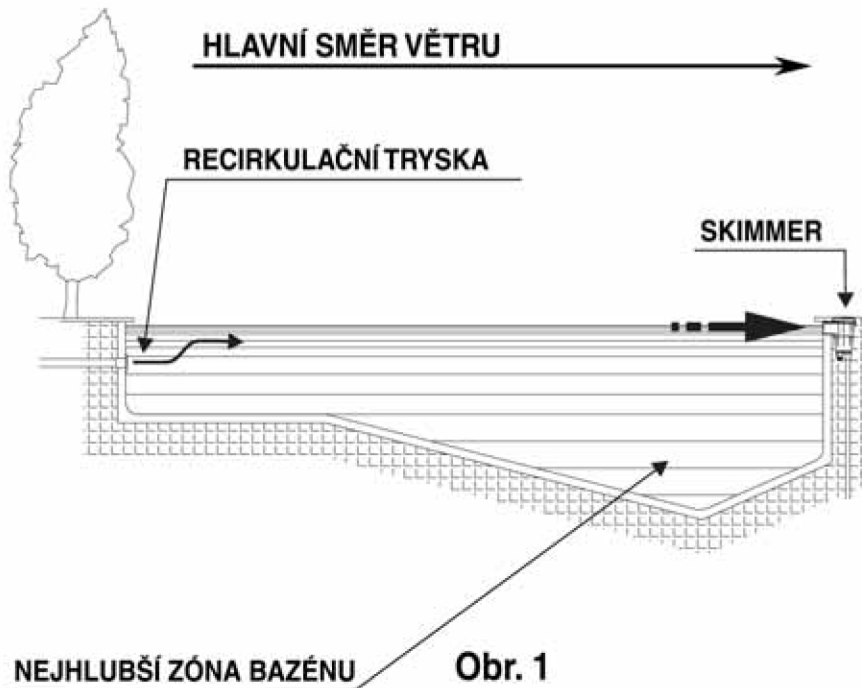 HLAVNÍ SMĚR VĚTRU
RECIRKULAČNÍ TRYSKA
SKIMMER
NEJHLUBŠÍ ZÓNA BAZÉNU
Obr. 1